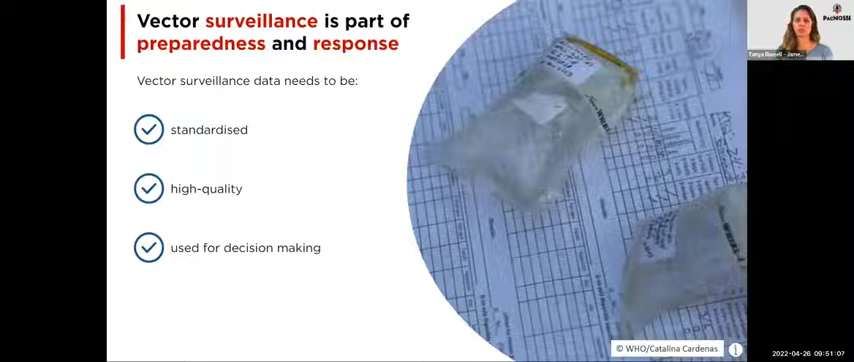 Vector surveillance is part of
preparedness and response
Vector surveillance data needs to be:
standardised
high-quality
used for decision making
© WHO/Catalina Cardenas
i
PacMOSSI
Tanya Russell - Jame...
2022-04-26 09:51:07